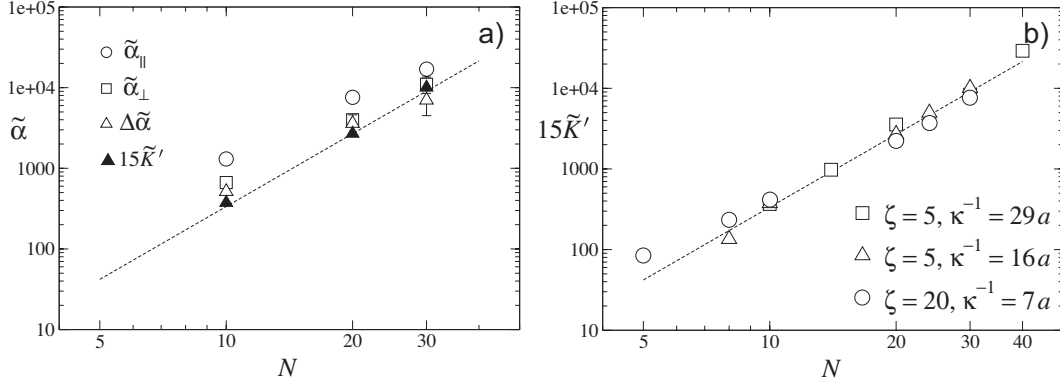 a)
1e+05
1e+04
1000
100
10
α̃
α̃∥
α̃⊥
Δα̃
15K̃′
5 10 20 30
N
b)
1e+05
1e+04
1000
100
10
15K̃′
ζ = 5, κ⁻¹ = 29a
ζ = 5, κ⁻¹ = 16a
ζ = 20, κ⁻¹ = 7a
5 10 20 30 40
N